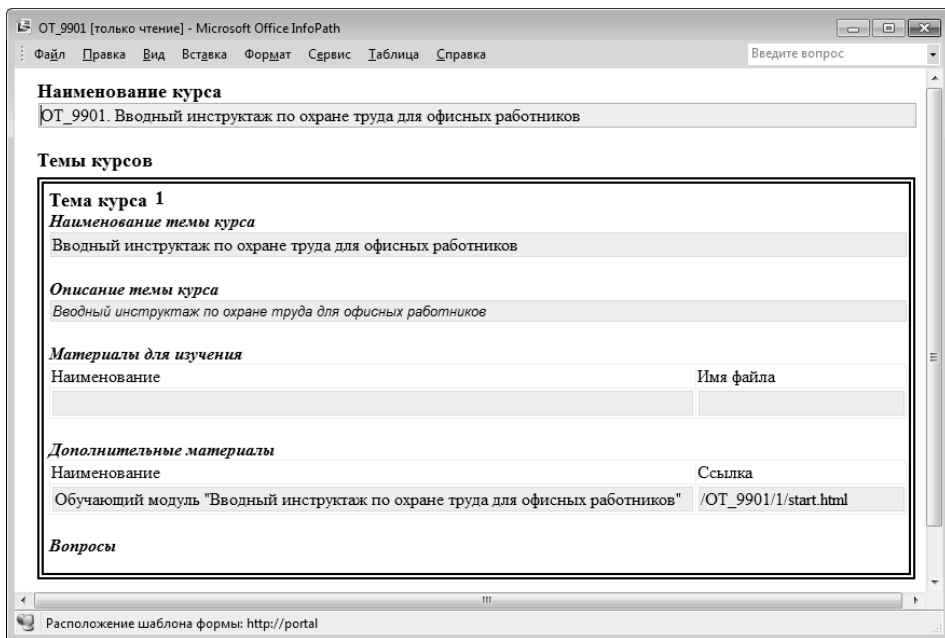 OT_9901 [только чтение] - Microsoft Office InfoPath
Файл Правка Вид Вставка Формат Сервис Таблица Справка Введите вопрос
Наименование курса
ОТ_9901. Вводный инструктаж по охране труда для офисных работников
Темы курсов
Тема курса 1
Наименование темы курса
Вводный инструктаж по охране труда для офисных работников
Описание темы курса
Вводный инструктаж по охране труда для офисных работников
Материалы для изучения
Наименование Имя файла
Дополнительные материалы
Наименование Ссылка
Обучающий модуль "Вводный инструктаж по охране труда для офисных работников" /OT_9901/1/start.html
Вопросы
Расположение шаблона формы: http://portal